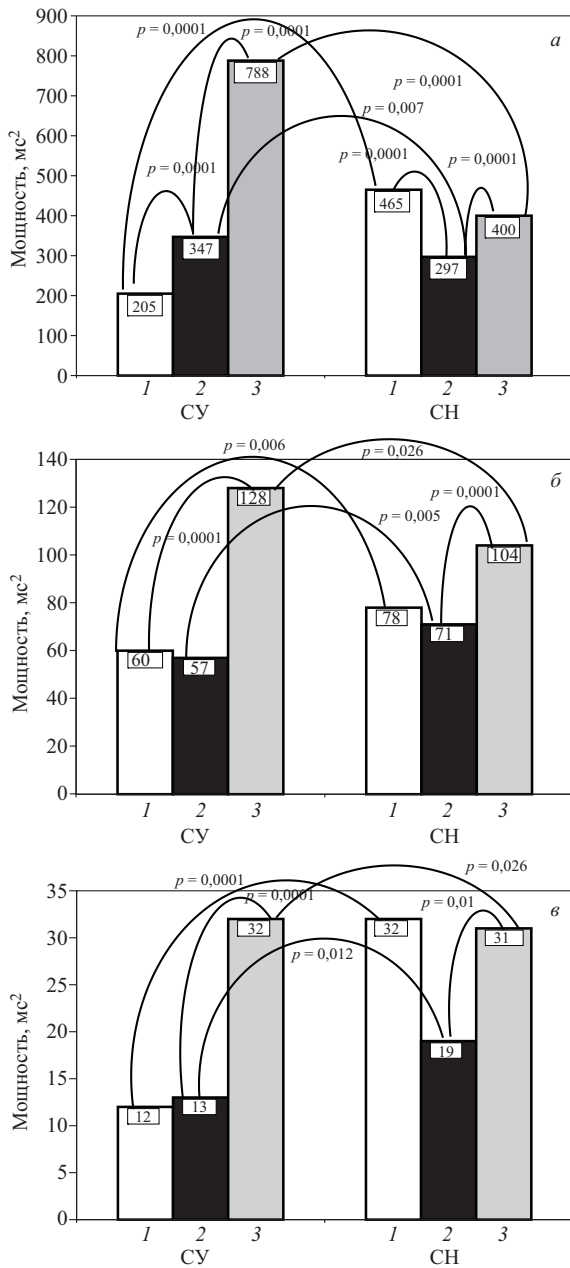 900
800
700
600
500
400
300
200
100
0
Мощность, мс²
а
p = 0,0001
p = 0,0001
p = 0,0001
p = 0,0001
p = 0,007
p = 0,0001
p = 0,0001
205
347
788
465
297
400
1 2 3 1 2 3
СУ СН
140
120
100
80
60
40
20
0
Мощность, мс²
б
p = 0,006
p = 0,026
p = 0,0001
p = 0,005
p = 0,0001
60
57
128
78
71
104
1 2 3 1 2 3
СУ СН
35
30
25
20
15
10
5
0
Мощность, мс²
в
p = 0,0001
p = 0,0001
p = 0,026
p = 0,01
p = 0,012
12
13
32
32
19
31
1 2 3 1 2 3
СУ СН